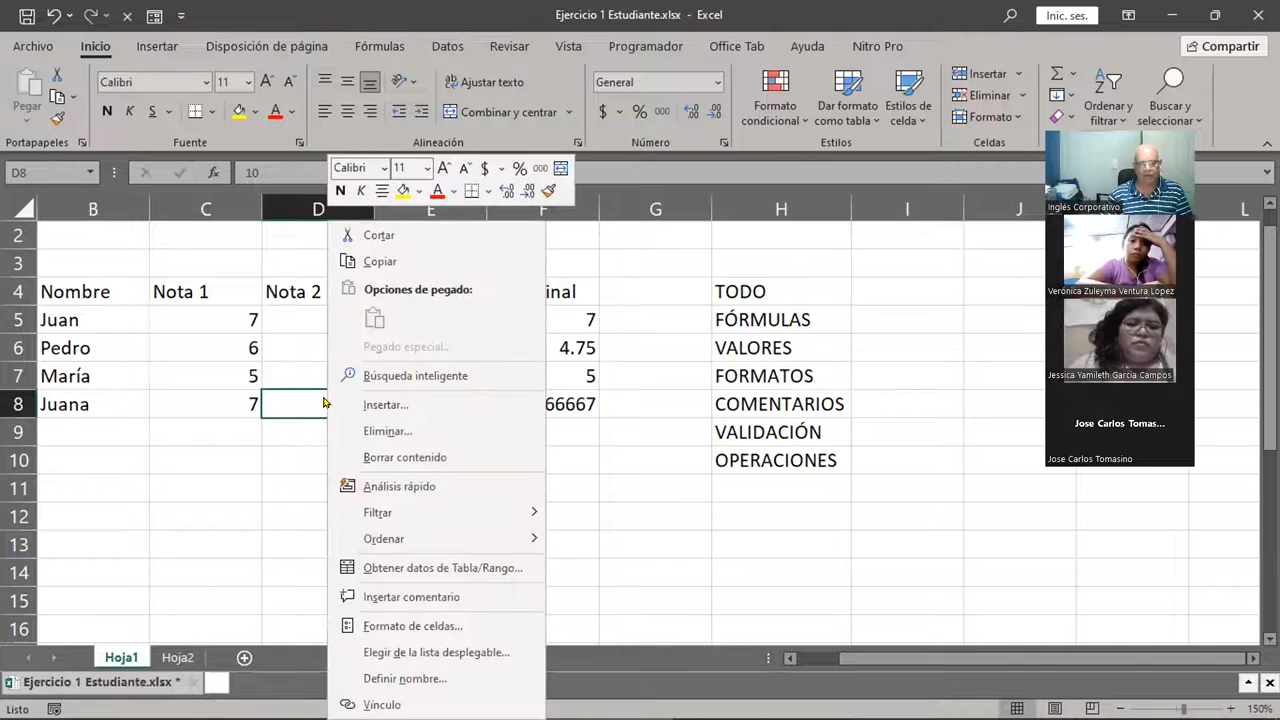 Ejercicio 1 Estudiante.xlsx - Excel
Inic. ses.
Archivo Inicio Insertar Disposición de página Fórmulas Datos Revisar Vista Programador Office Tab Ayuda Nitro Pro Compartir
Pegar
Calibri 11
N K S
Ajustar texto
Combinar y centrar
General
$ % 000
Formato condicional
Dar formato como tabla
Estilos de celda
Insertar
Eliminar
Formato
Ordenar y filtrar
Buscar y seleccionar
Portapapeles Fuente Alineación Número Estilos Celdas
D8 fx 10
Calibri 11 $ % 000
N K A
B C D E F G H I J L
2
3
4 Nombre Nota 1 Nota 2 inal TODO
5 Juan 7 7 FÓRMULAS
6 Pedro 6 4.75 VALORES
7 María 5 5 FORMATOS
8 Juana 7 66667 COMENTARIOS
9 VALIDACIÓN
10 OPERACIONES
11
12
13
14
15
16
Cortar
Copiar
Opciones de pegado:
Pegado especial...
Búsqueda inteligente
Insertar...
Eliminar...
Borrar contenido
Análisis rápido
Filtrar
Ordenar
Obtener datos de Tabla/Rango...
Insertar comentario
Formato de celdas...
Elegir de la lista desplegable...
Definir nombre...
Vínculo
Inglés Corporativo
Verónica Zuleyma Ventura Lopez
Jessica Yamileth Garcia Campos
Jose Carlos Tomas...
Jose Carlos Tomasino
Hoja1 Hoja2
Ejercicio 1 Estudiante.xlsx *
Listo
150%